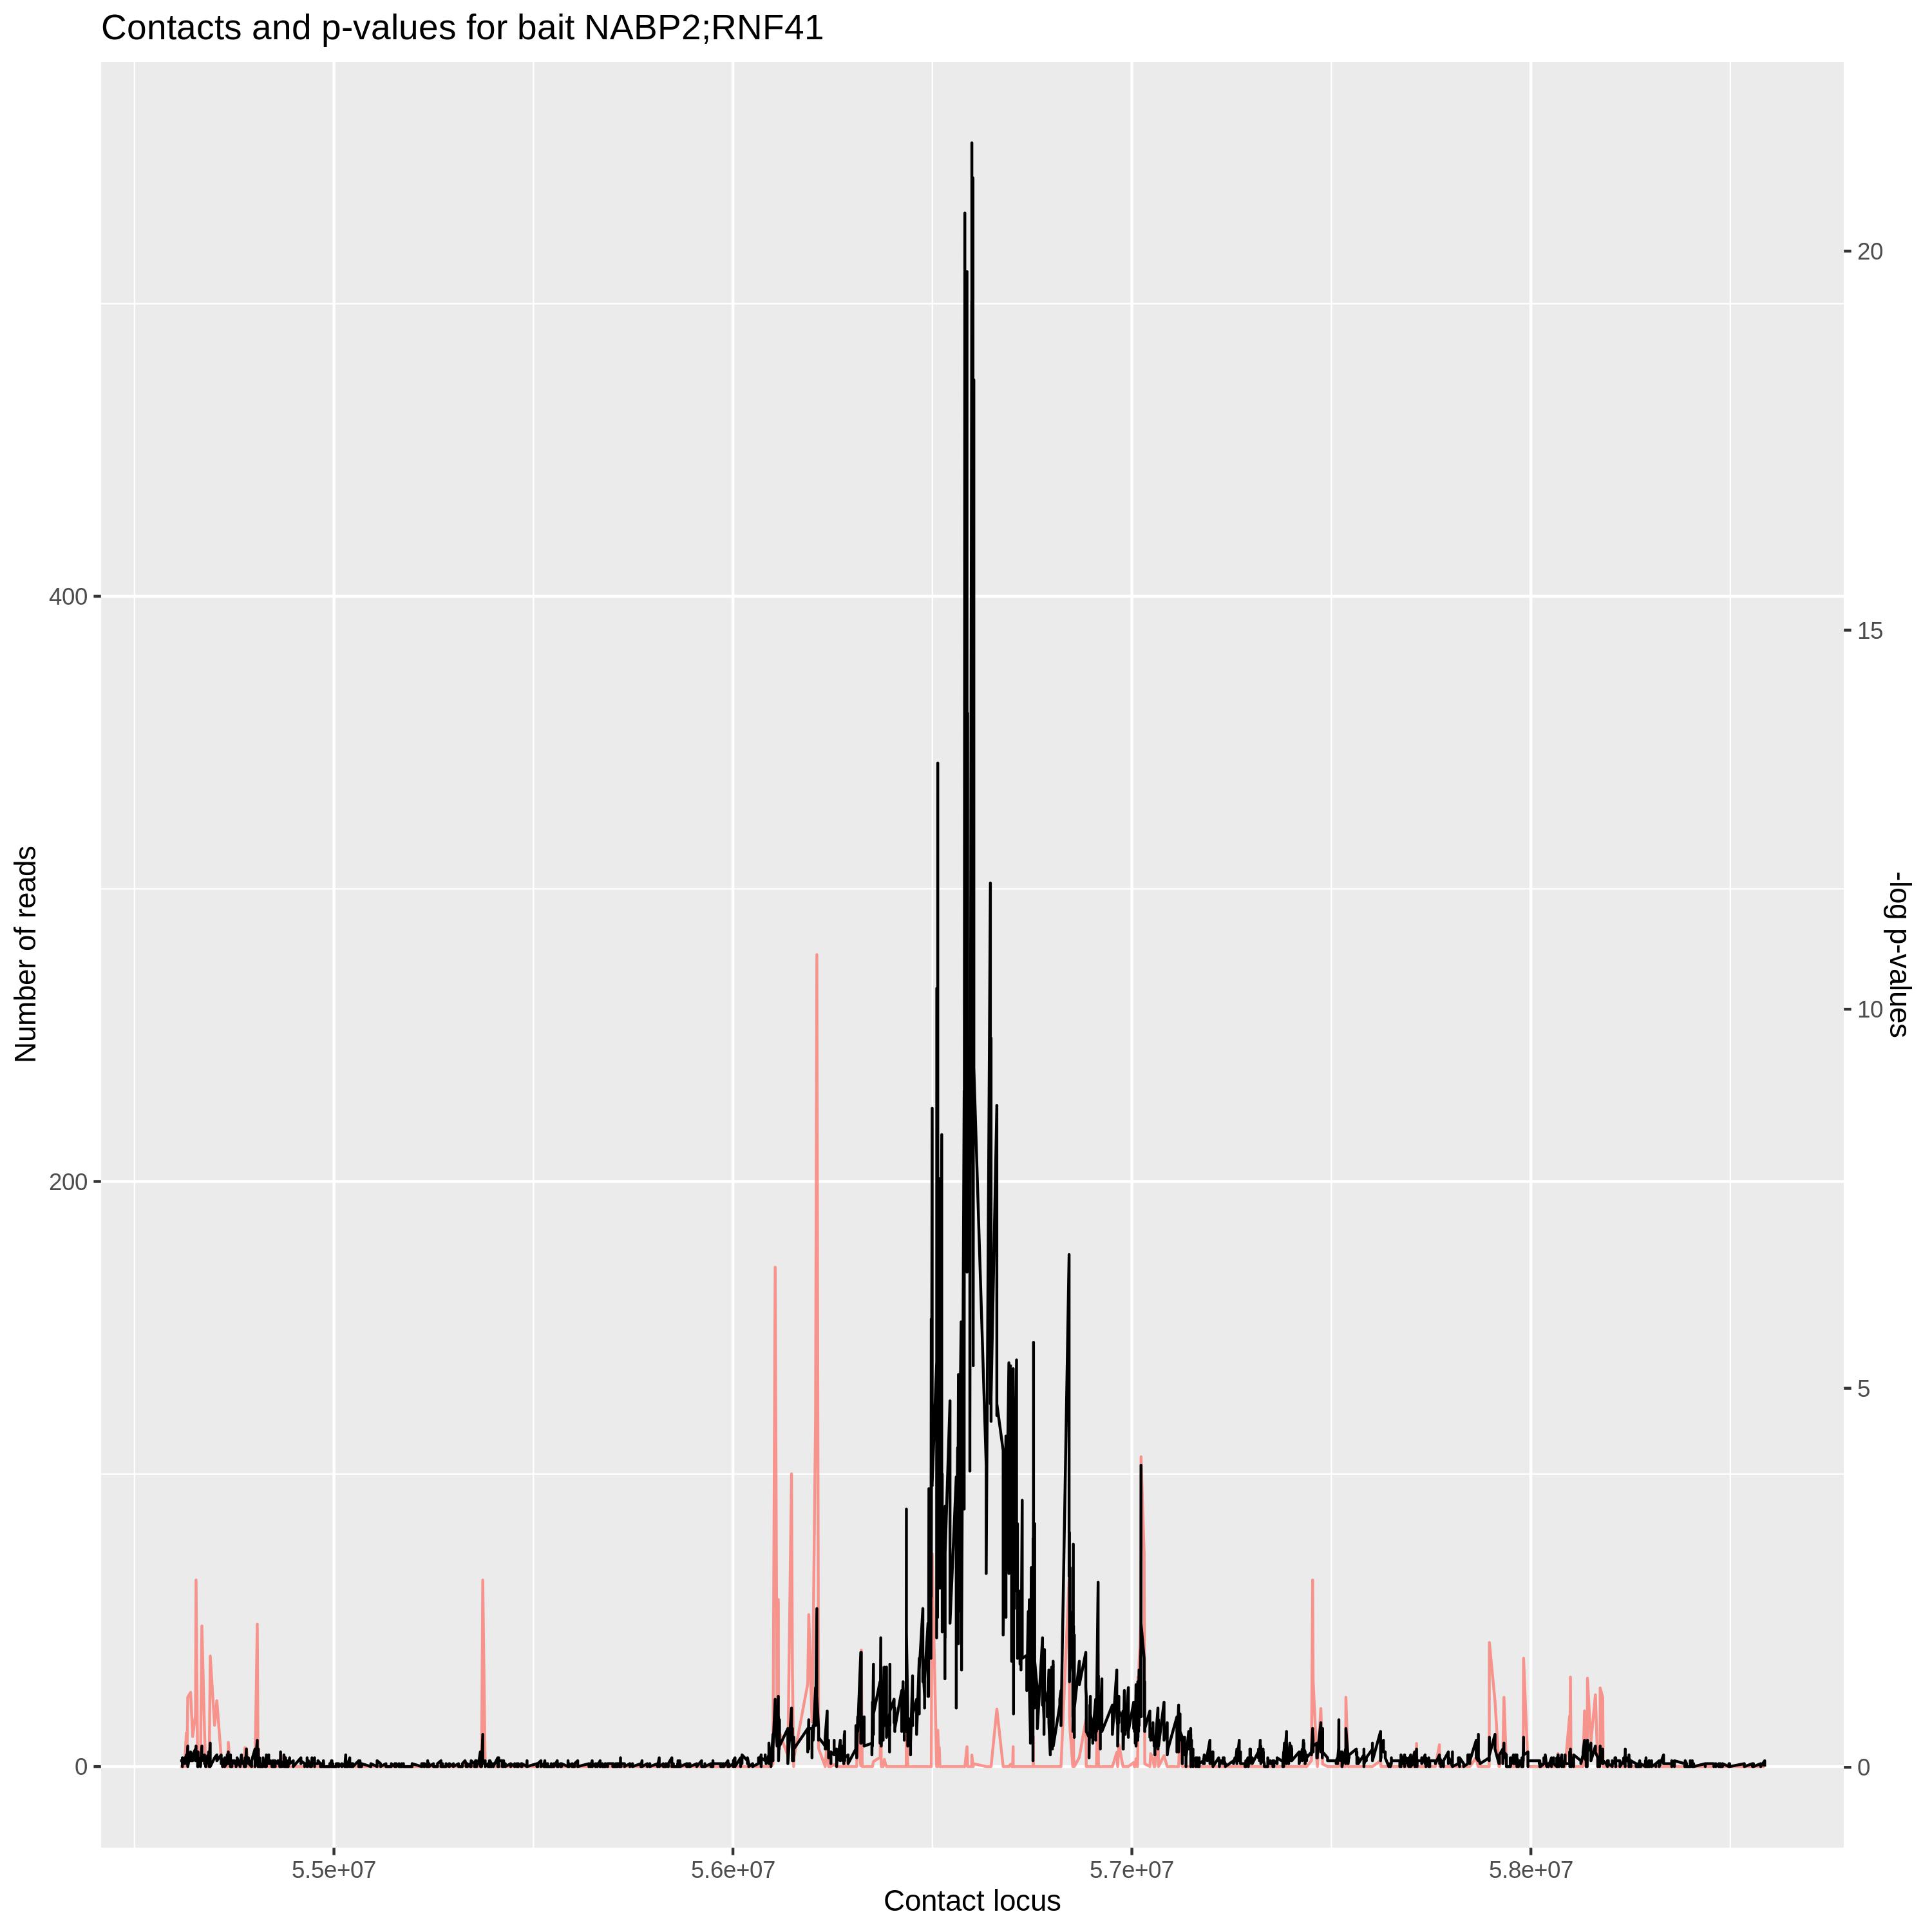 Contacts and p-values for bait NABP2;RNF41
Number of reads
400
200
0
20
15
10
5
0
-log p-values
5.5e+07
5.6e+07
5.7e+07
5.8e+07
Contact locus